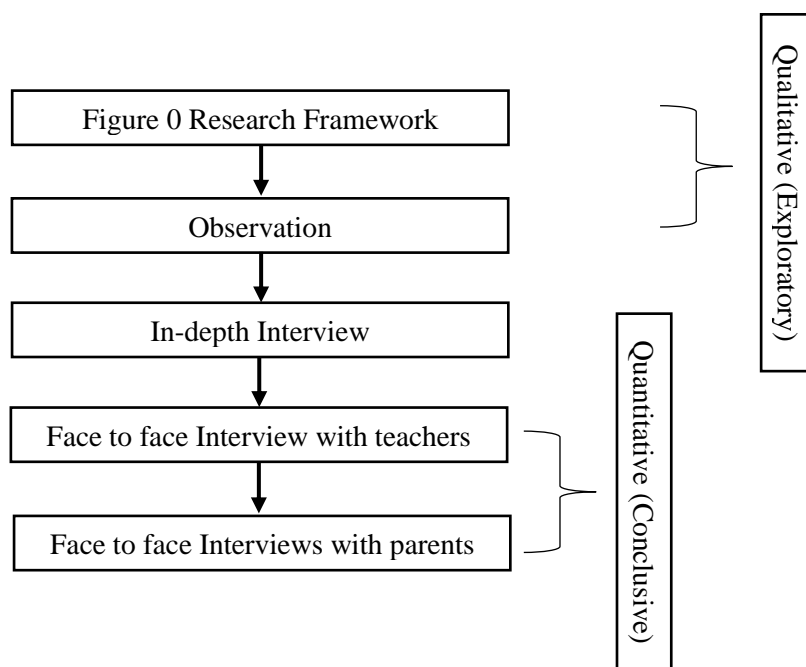 Figure 0 Research Framework
Observation
In-depth Interview
Face to face Interview with teachers
Face to face Interviews with parents
Qualitative (Exploratory)
Quantitative (Conclusive)